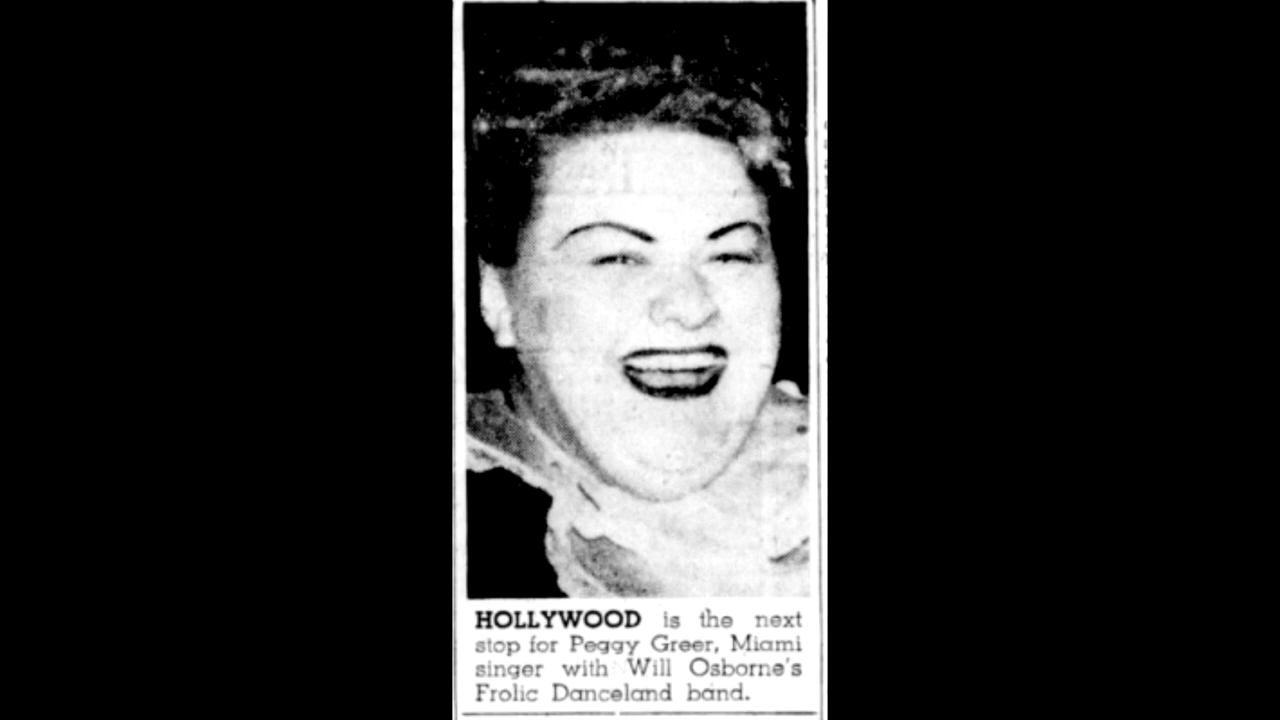 HOLLYWOOD is the next
stop for Peggy Greer, Miami
singer with Will Osborne's
Frolic Danceland band.